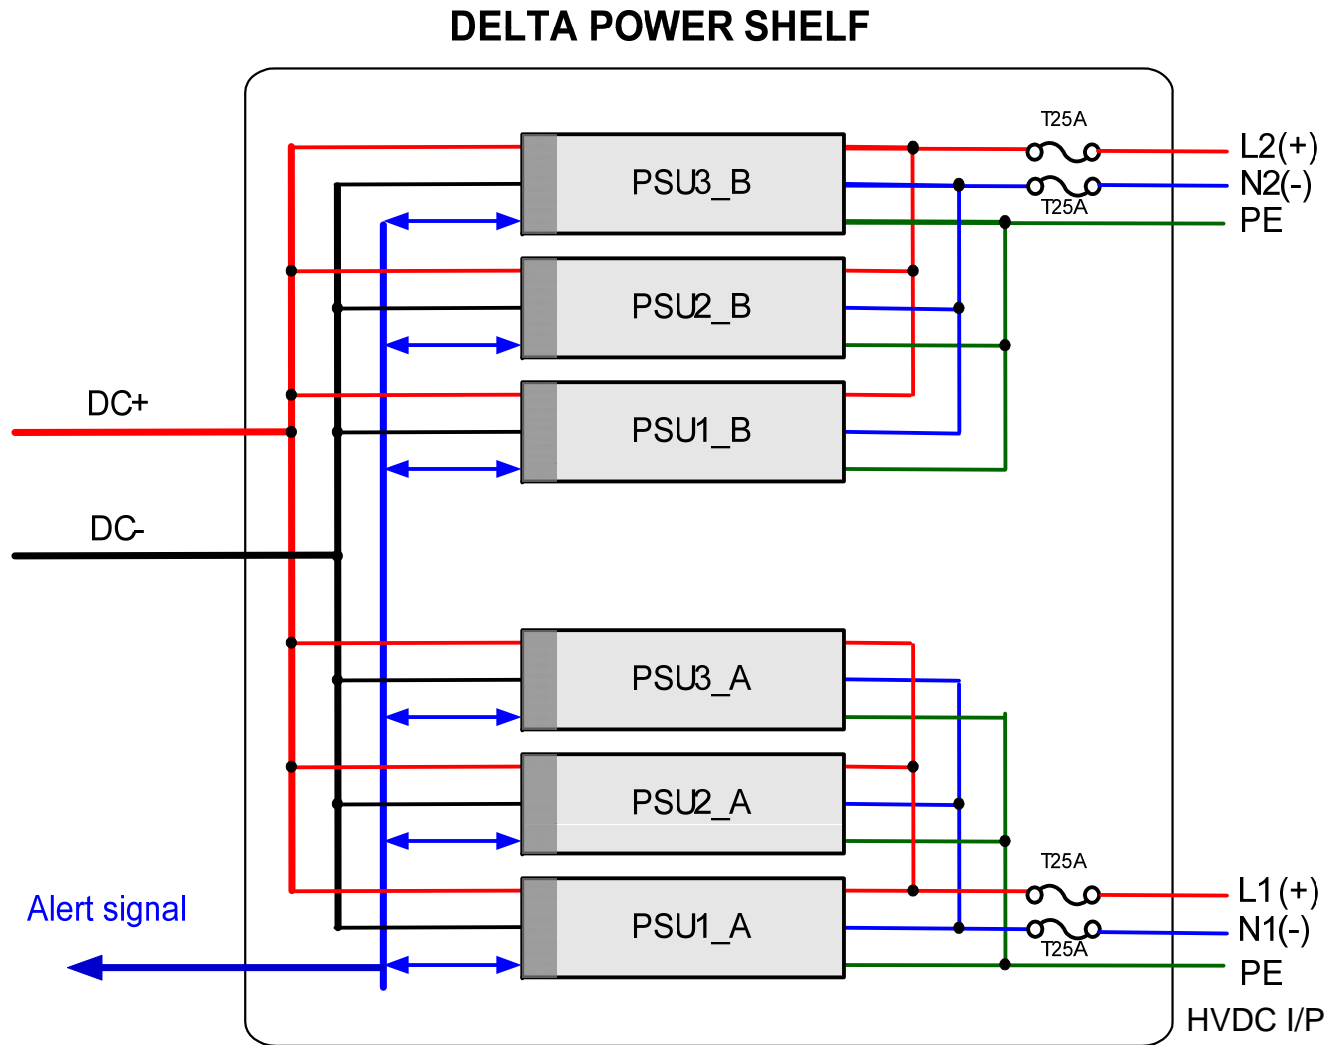 DELTA POWER SHELF
T25A
L2(+)
PSU3_B
N2(-)
T25A
PE
PSU2_B
DC+
PSU1_B
DC-
PSU3_A
PSU2_A
T25A
L1(+)
Alert signal
PSU1_A
N1(-)
T25A
PE
HVDC I/P